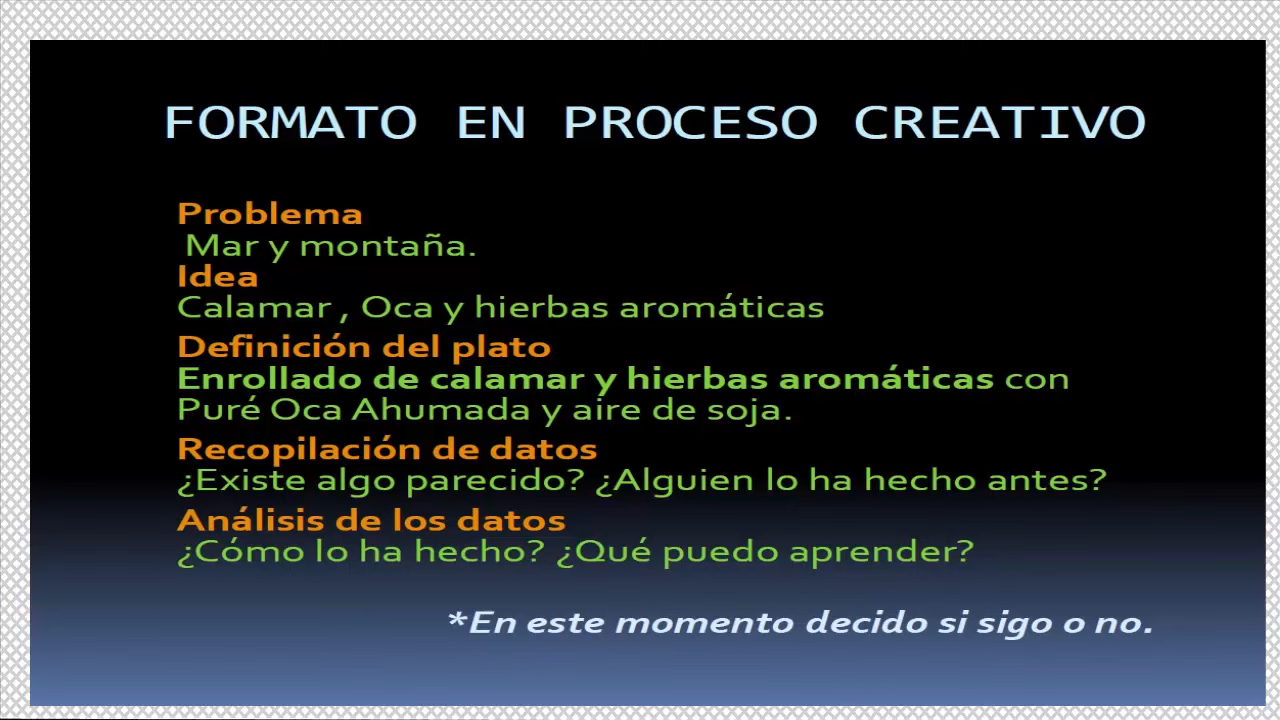 FORMATO EN PROCESO CREATIVO
Problema
Mar y montaña.
Idea
Calamar , Oca y hierbas aromáticas
Definición del plato
Enrollado de calamar y hierbas aromáticas con
Puré Oca Ahumada y aire de soja.
Recopilación de datos
¿Existe algo parecido? ¿Alguien lo ha hecho antes?
Análisis de los datos
¿Cómo lo ha hecho? ¿Qué puedo aprender?
*En este momento decido si sigo o no.